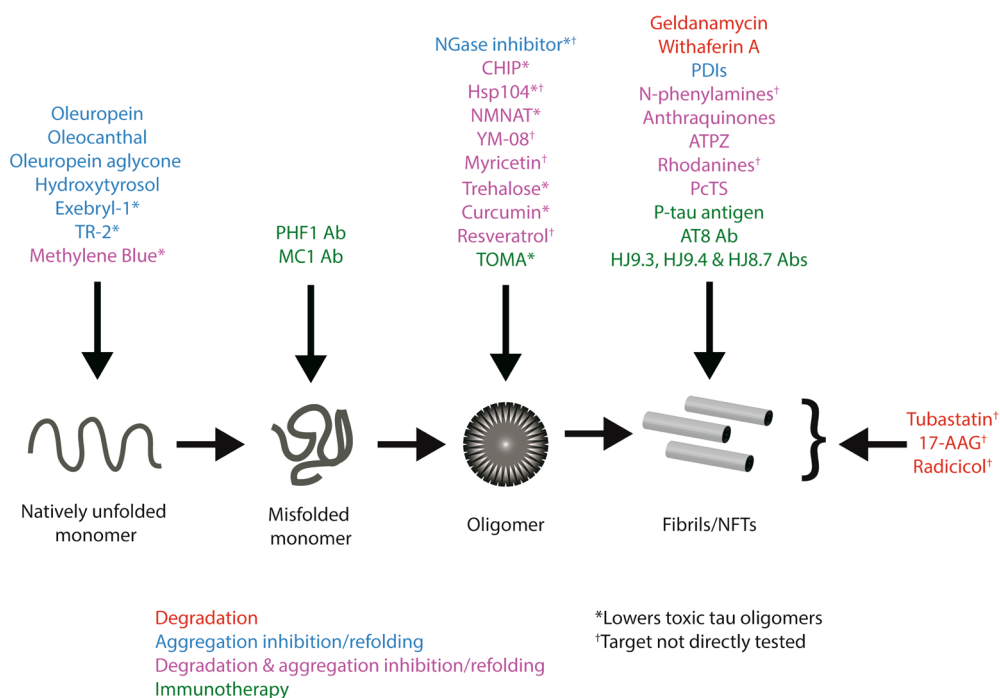 Oleuropein
Oleocanthal
Oleuropein aglycone
Hydroxytyrosol
Exebryl-1*
TR-2*
Methylene Blue*
PHF1 Ab
MC1 Ab
NGase inhibitor*†
CHIP*
Hsp104*†
NMNAT*
YM-08†
Myricetin†
Trehalose*
Curcumin*
Resveratrol†
TOMA*
Geldanamycin
Withaferin A
PDIs
N-phenylamines†
Anthraquinones
ATPZ
Rhodanines†
PcTS
P-tau antigen
AT8 Ab
HJ9.3, HJ9.4 & HJ8.7 Abs
Tubastatin†
17-AAG†
Radicicol†
Natively unfolded
monomer
Misfolded
monomer
Oligomer
Fibrils/NFTs
Degradation
Aggregation inhibition/refolding
Degradation & aggregation inhibition/refolding
Immunotherapy
*Lowers toxic tau oligomers
†Target not directly tested